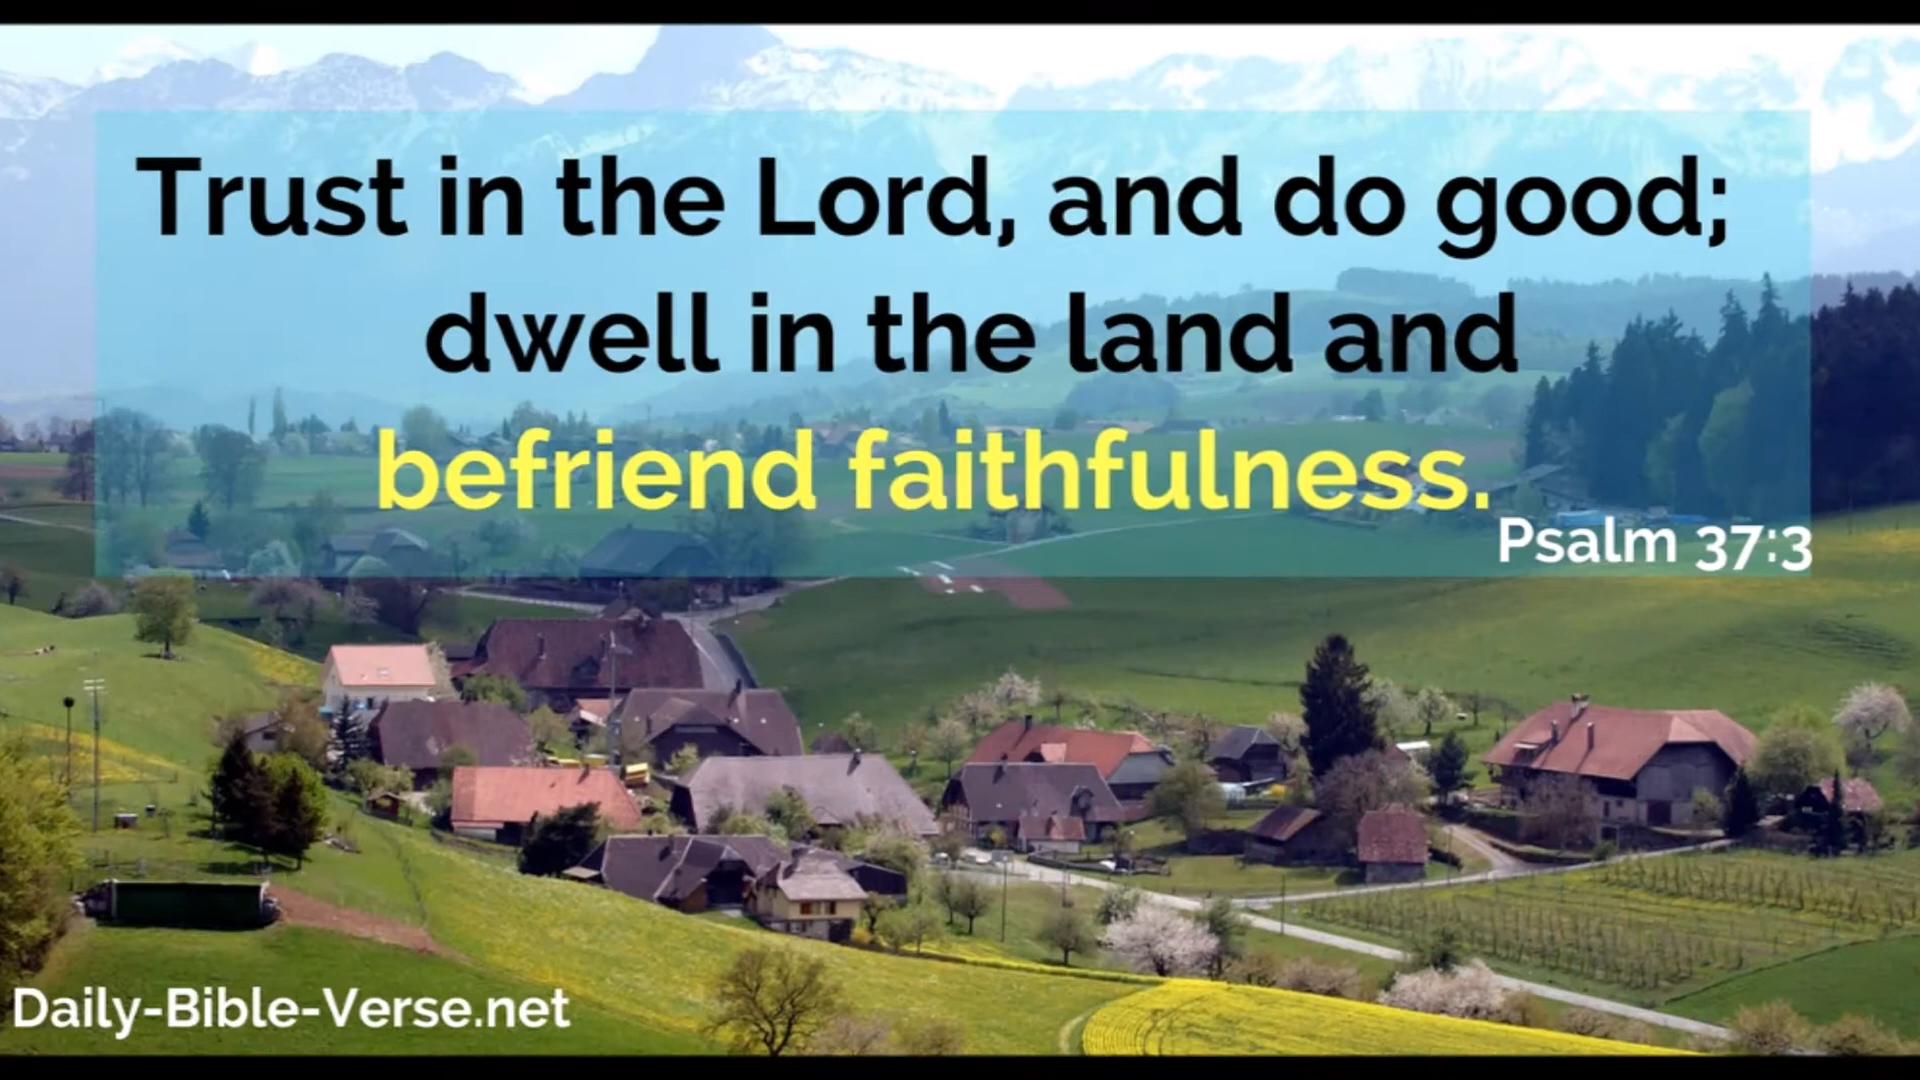 Trust in the Lord, and do good;
dwell in the land and
befriend faithfulness.
Psalm 37:3
Daily-Bible-Verse.net